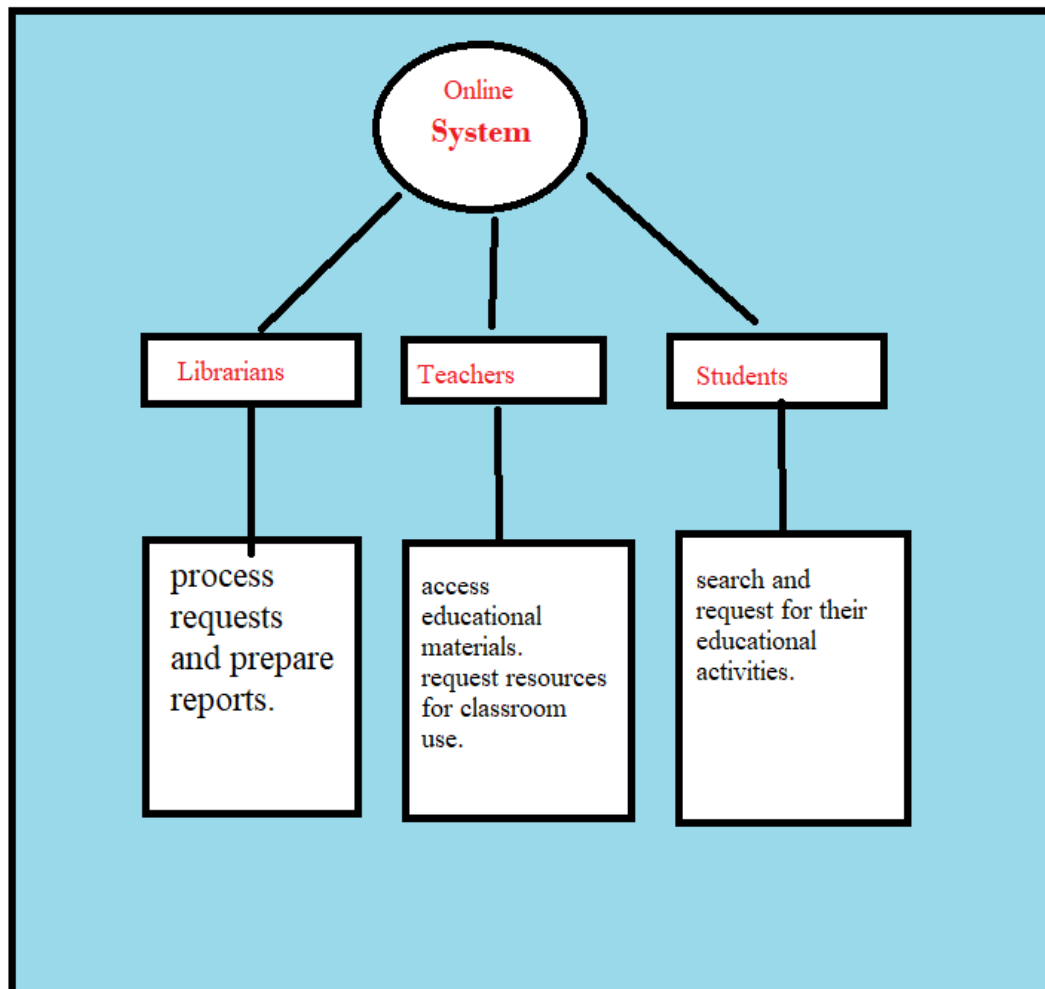 Online
System
Librarians
Teachers
Students
process
requests
and prepare
reports.
access
educational
materials.
request resources
for classroom
use.
search and
request for their
educational
activities.